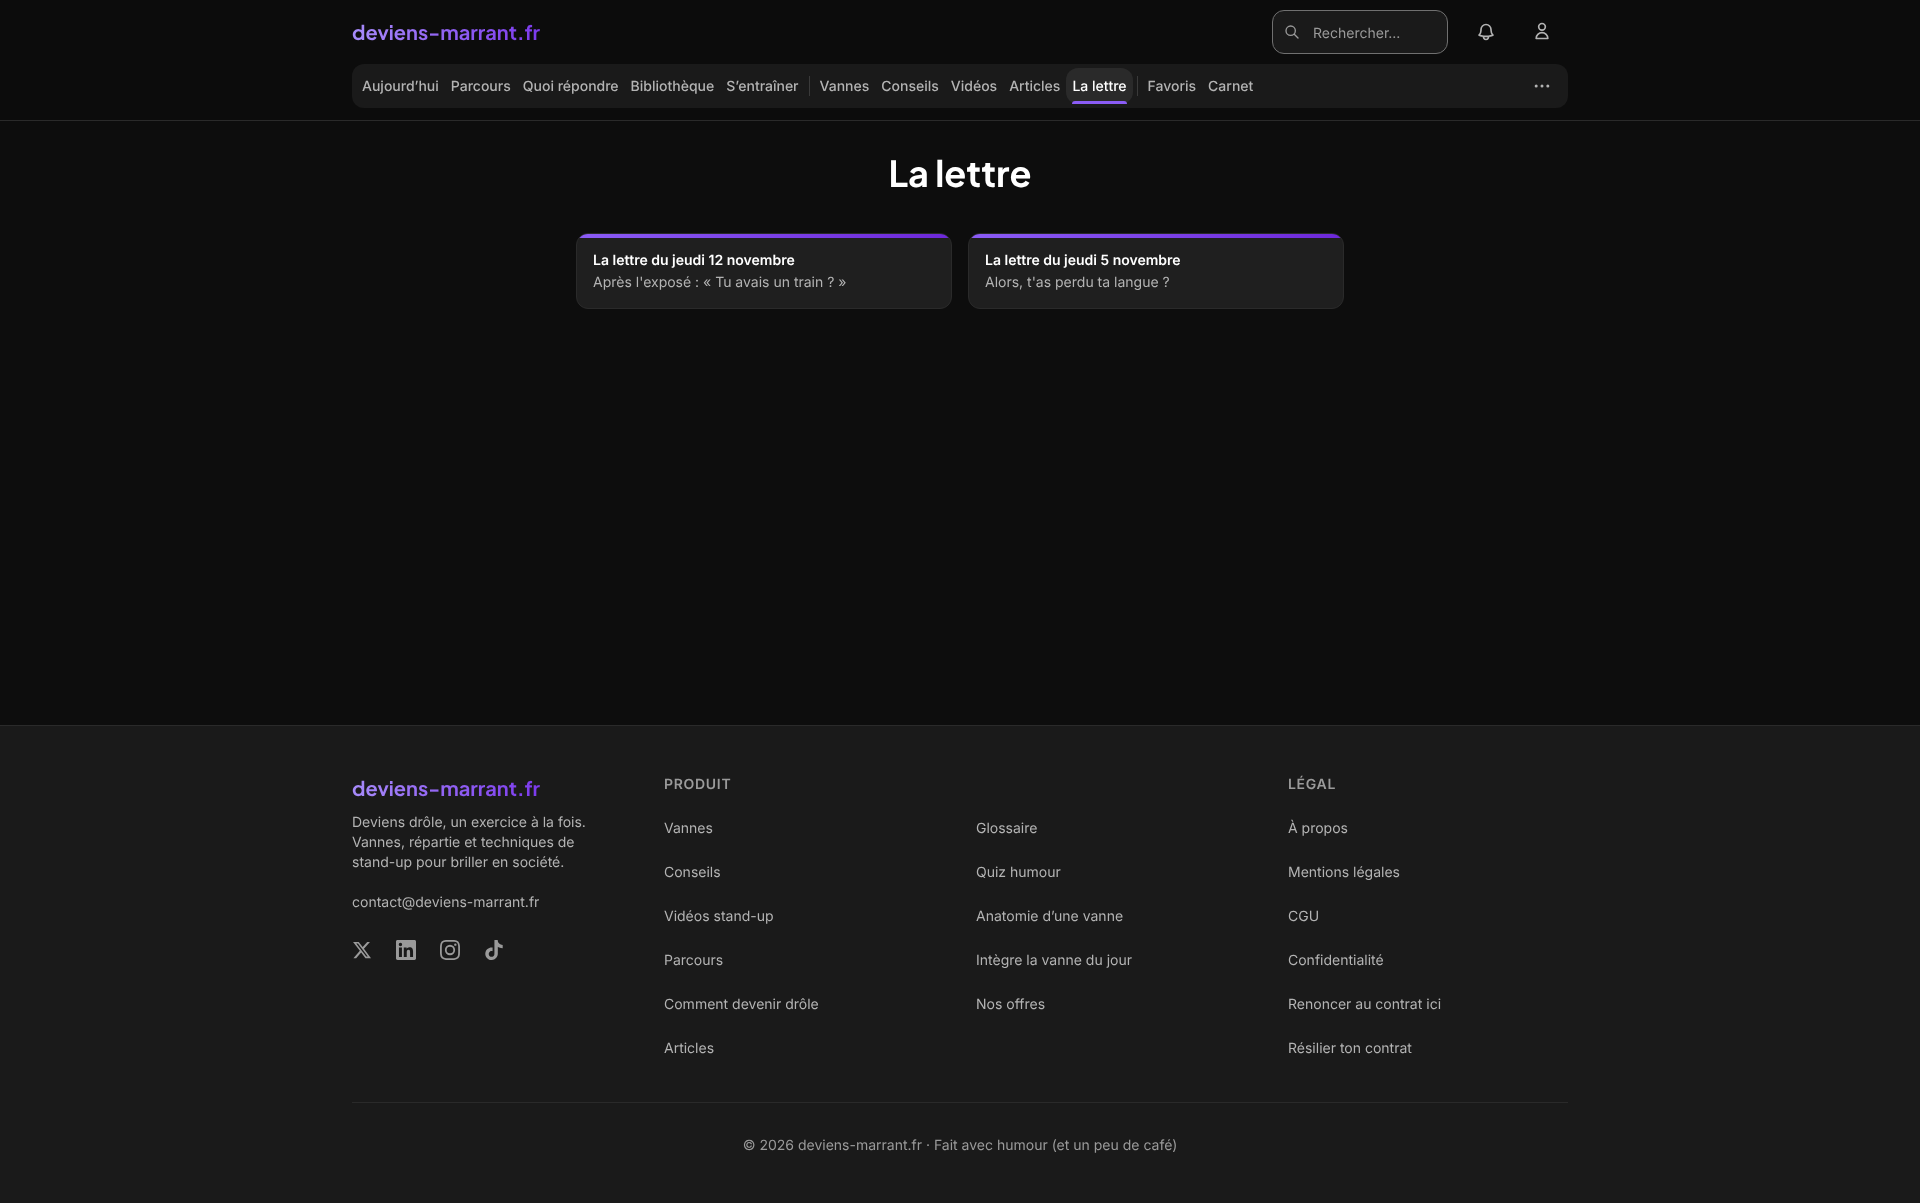 deviens-marrant.fr
Rechercher...
Aujourd’hui Parcours Quoi répondre Bibliothèque S’entraîner Vannes Conseils Vidéos Articles La lettre Favoris Carnet
La lettre
La lettre du jeudi 12 novembre
Après l'exposé : « Tu avais un train ? »
La lettre du jeudi 5 novembre
Alors, t'as perdu ta langue ?
deviens-marrant.fr
Deviens drôle, un exercice à la fois.
Vannes, répartie et techniques de
stand-up pour briller en société.
contact@deviens-marrant.fr
PRODUIT
Vannes
Conseils
Vidéos stand-up
Parcours
Comment devenir drôle
Articles
Glossaire
Quiz humour
Anatomie d’une vanne
Intègre la vanne du jour
Nos offres
LÉGAL
À propos
Mentions légales
CGU
Confidentialité
Renoncer au contrat ici
Résilier ton contrat
© 2026 deviens-marrant.fr · Fait avec humour (et un peu de café)